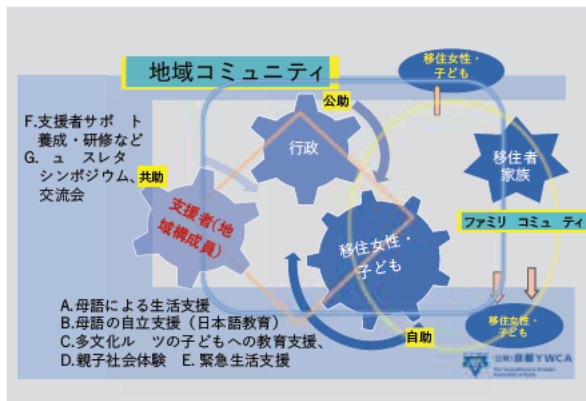 地域コミュニティ
移住女性・
子ども
公助
F.支援者サポ ート
養成・研修など
G. ュ スレタ
シンポジウム、
交流会
共助
行政
移住者
家族
支援者(地
域構成員)
移住女性・
子ども
ファミリ コミュ ーティ
A.母語による生活支援
B.母語の自立支援(日本語教育)
C.多文化ル ーツの子どもへの教育支援、
D.親子社会体験 E. 緊急生活支援
自助
移住女性・
子ども
(公財)京都YWCA